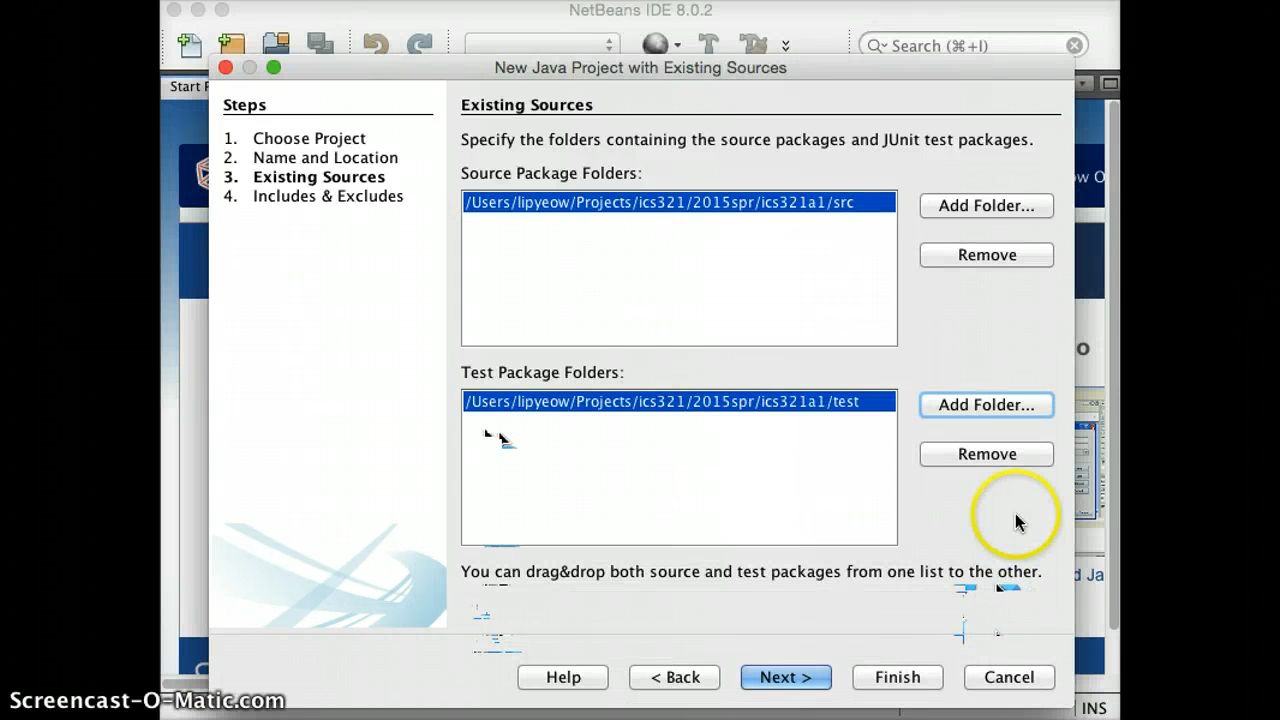 NetBeans IDE 8.0.2
Search (⌘+I)
New Java Project with Existing Sources
Start
Steps
1. Choose Project
2. Name and Location
3. Existing Sources
4. Includes & Excludes
Existing Sources
Specify the folders containing the source packages and JUnit test packages.
Source Package Folders:
/Users/lipyeow/Projects/ics321/2015spr/ics321a1/src
Add Folder...
Remove
Test Package Folders:
/Users/lipyeow/Projects/ics321/2015spr/ics321a1/test
Add Folder...
Remove
You can drag&drop both source and test packages from one list to the other.
Help
< Back
Next >
Finish
Cancel
Screencast-O-Matic.com
INS